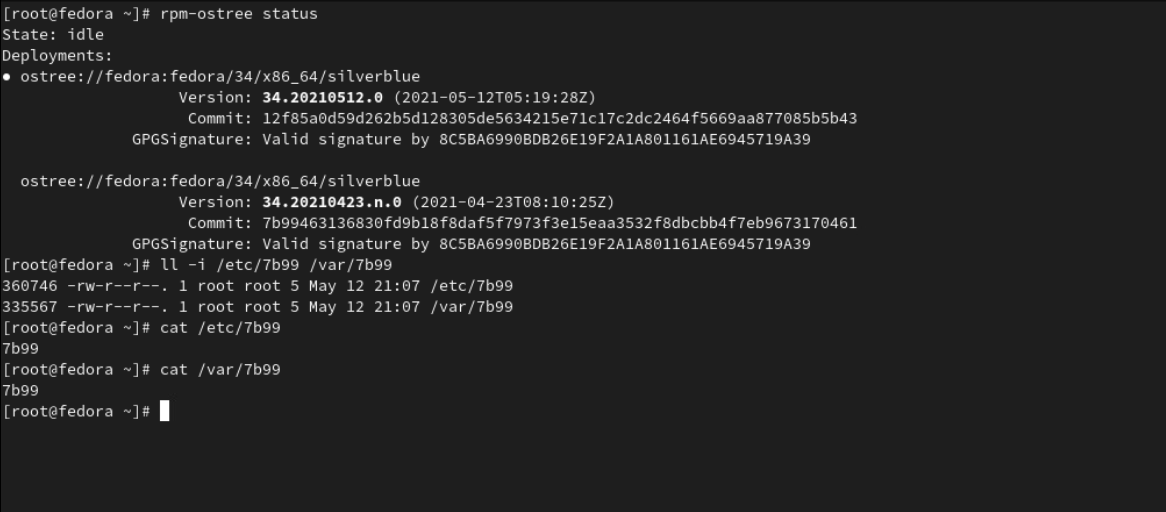 [root@fedora ~]# rpm-ostree status
State: idle
Deployments:
● ostree://fedora:fedora/34/x86_64/silverblue
                   Version: 34.20210512.0 (2021-05-12T05:19:28Z)
                    Commit: 12f85a0d59d262b5d128305de5634215e71c17c2dc2464f5669aa877085b5b43
              GPGSignature: Valid signature by 8C5BA6990BDB26E19F2A1A801161AE6945719A39

  ostree://fedora:fedora/34/x86_64/silverblue
                   Version: 34.20210423.n.0 (2021-04-23T08:10:25Z)
                    Commit: 7b99463136830fd9b18f8daf5f7973f3e15eaa3532f8dbcbb4f7eb9673170461
              GPGSignature: Valid signature by 8C5BA6990BDB26E19F2A1A801161AE6945719A39
[root@fedora ~]# ll -i /etc/7b99 /var/7b99
360746 -rw-r--r--. 1 root root 5 May 12 21:07 /etc/7b99
335567 -rw-r--r--. 1 root root 5 May 12 21:07 /var/7b99
[root@fedora ~]# cat /etc/7b99
7b99
[root@fedora ~]# cat /var/7b99
7b99
[root@fedora ~]#